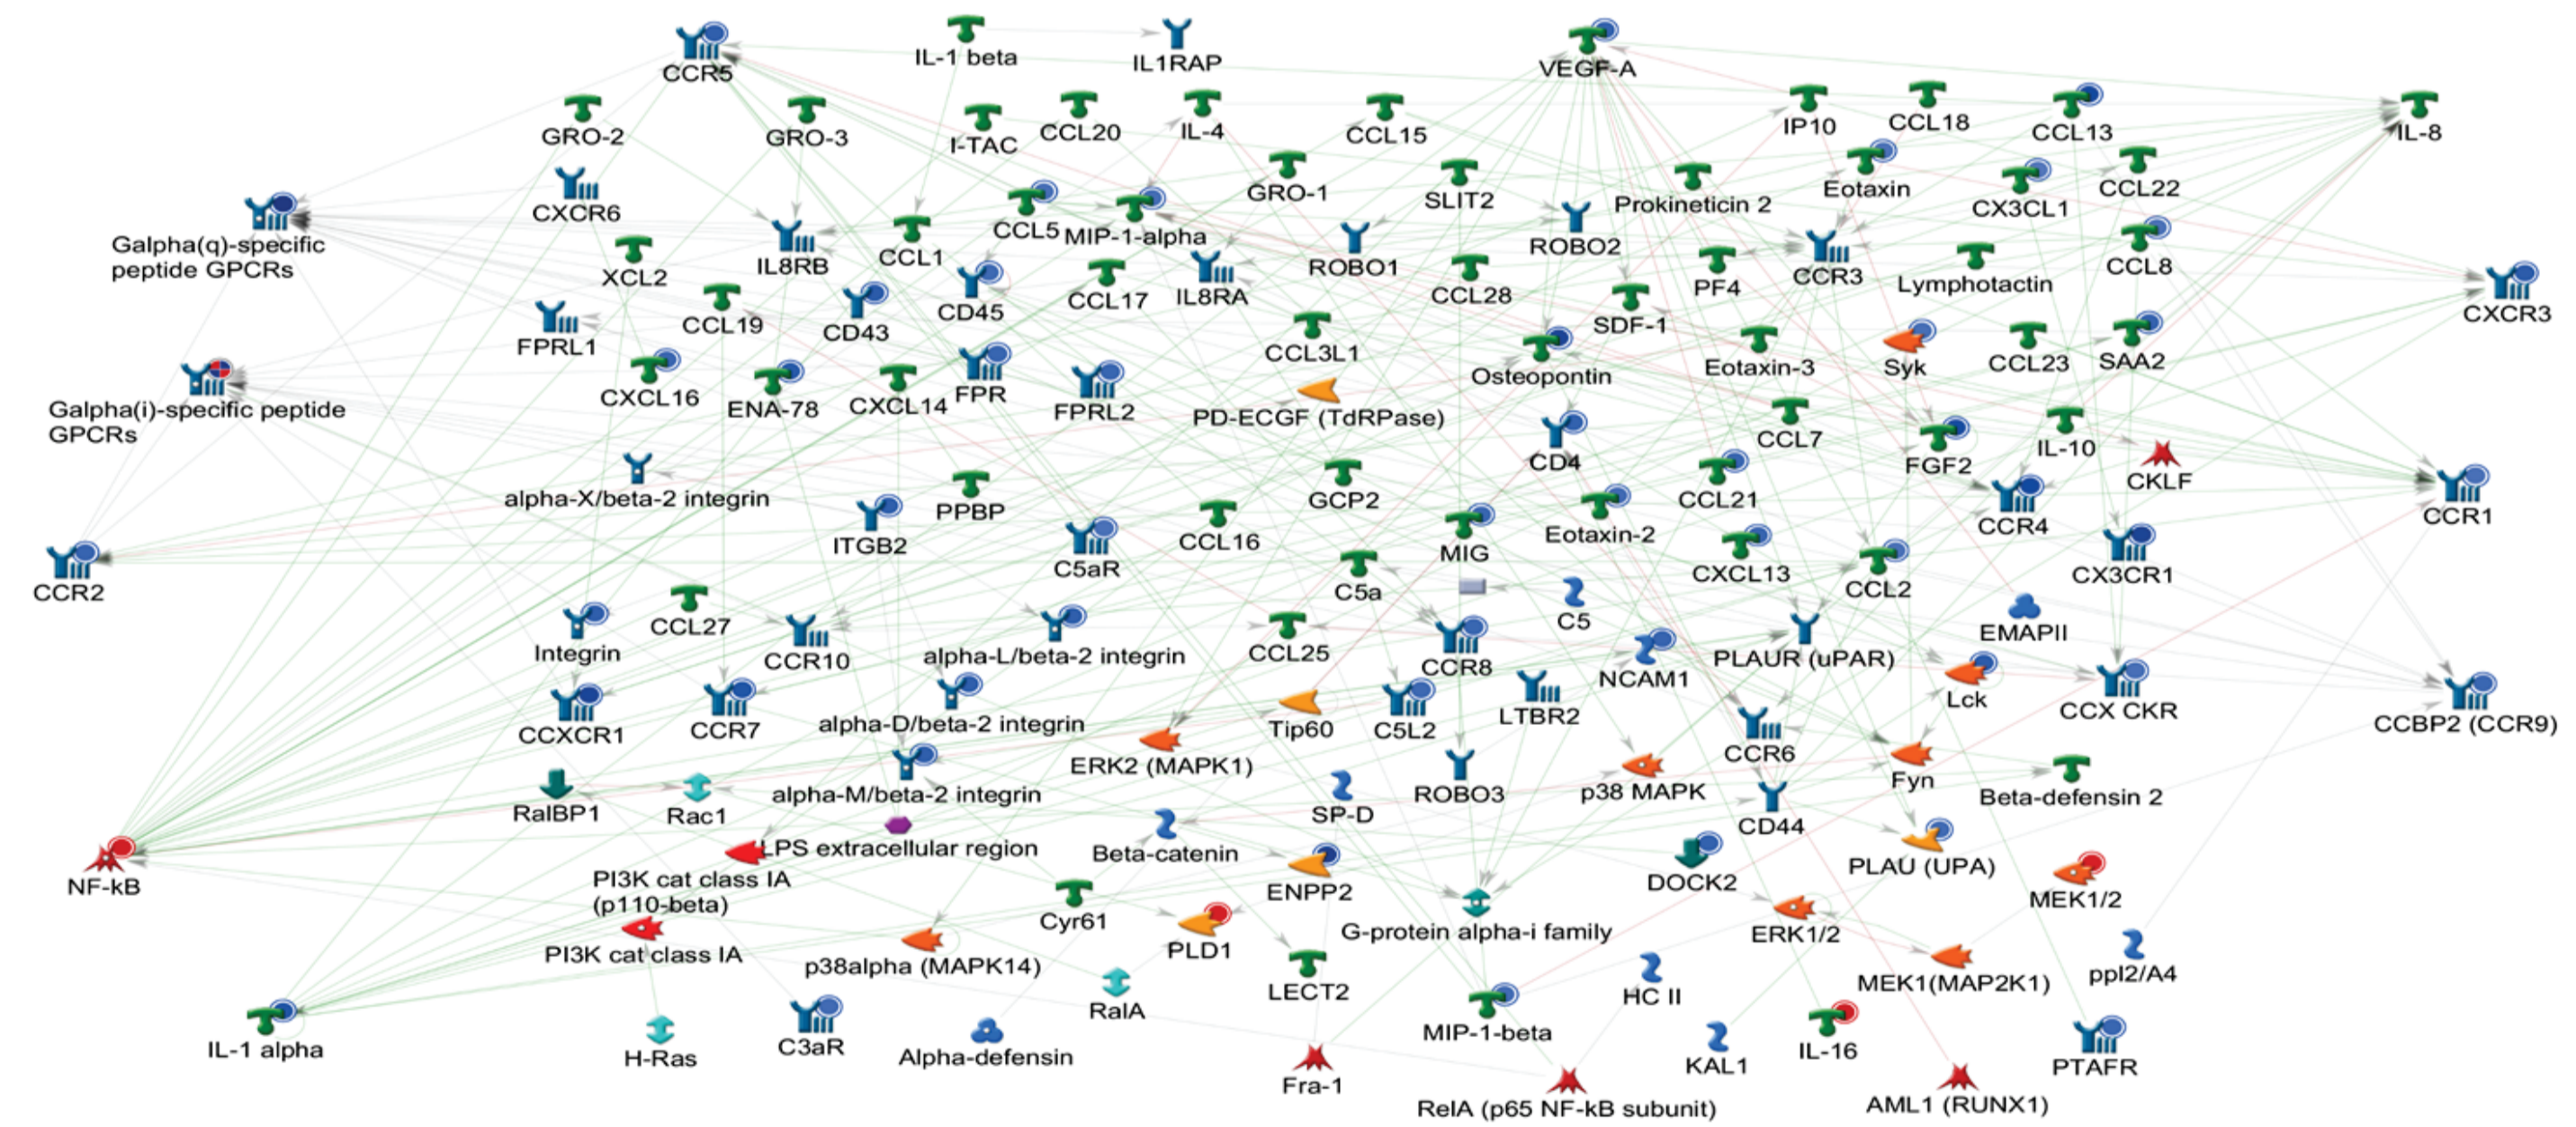 IL-1 beta
IL1RAP
VEGF-A
CCR5
GRO-2
GRO-3
I-TAC
CCL20
IL-4
CCL15
IP10
CCL18
CCL13
IL-8
CXCR6
GRO-1
SLIT2
Prokineticin 2
Eotaxin
CX3CL1
CCL22
Galpha(q)-specific
peptide GPCRs
XCL2
IL8RB
CCL1
CCL5
MIP-1-alpha
ROBO1
ROBO2
CCR3
CCL8
CCL19
CD43
CD45
CCL17
IL8RA
CCL28
PF4
Lymphotactin
CXCR3
FPRL1
SDF-1
CCL3L1
Osteopontin
Eotaxin-3
Syk
CCL23
SAA2
Galpha(i)-specific peptide
GPCRs
CXCL16
ENA-78
CXCL14
FPR
FPRL2
PD-ECGF (TdRPase)
CCL7
IL-10
CD4
FGF2
CKLF
alpha-X/beta-2 integrin
PPBP
GCP2
CCL21
CCR4
CCR1
ITGB2
CCL16
MIG
Eotaxin-2
CCR2
C5aR
C5a
CXCL13
CCL2
CX3CR1
C5
Integrin
CCL27
CCR10
alpha-L/beta-2 integrin
CCL25
CCR8
NCAM1
PLAUR (uPAR)
EMAPII
CCXCR1
CCR7
alpha-D/beta-2 integrin
Tip60
C5L2
LTBR2
Lck
CCX CKR
CCBP2 (CCR9)
ERK2 (MAPK1)
CCR6
RalBP1
Rac1
alpha-M/beta-2 integrin
SP-D
ROBO3
p38 MAPK
Fyn
Beta-defensin 2
CD44
NF-kB
LPS extracellular region
Beta-catenin
PI3K cat class IA
(p110-beta)
ENPP2
DOCK2
PLAU (UPA)
MEK1/2
Cyr61
PI3K cat class IA
p38alpha (MAPK14)
PLD1
G-protein alpha-i family
ERK1/2
LECT2
MEK1(MAP2K1)
ppl2/A4
RalA
HC II
IL-1 alpha
H-Ras
C3aR
Alpha-defensin
MIP-1-beta
KAL1
IL-16
PTAFR
Fra-1
RelA (p65 NF-kB subunit)
AML1 (RUNX1)